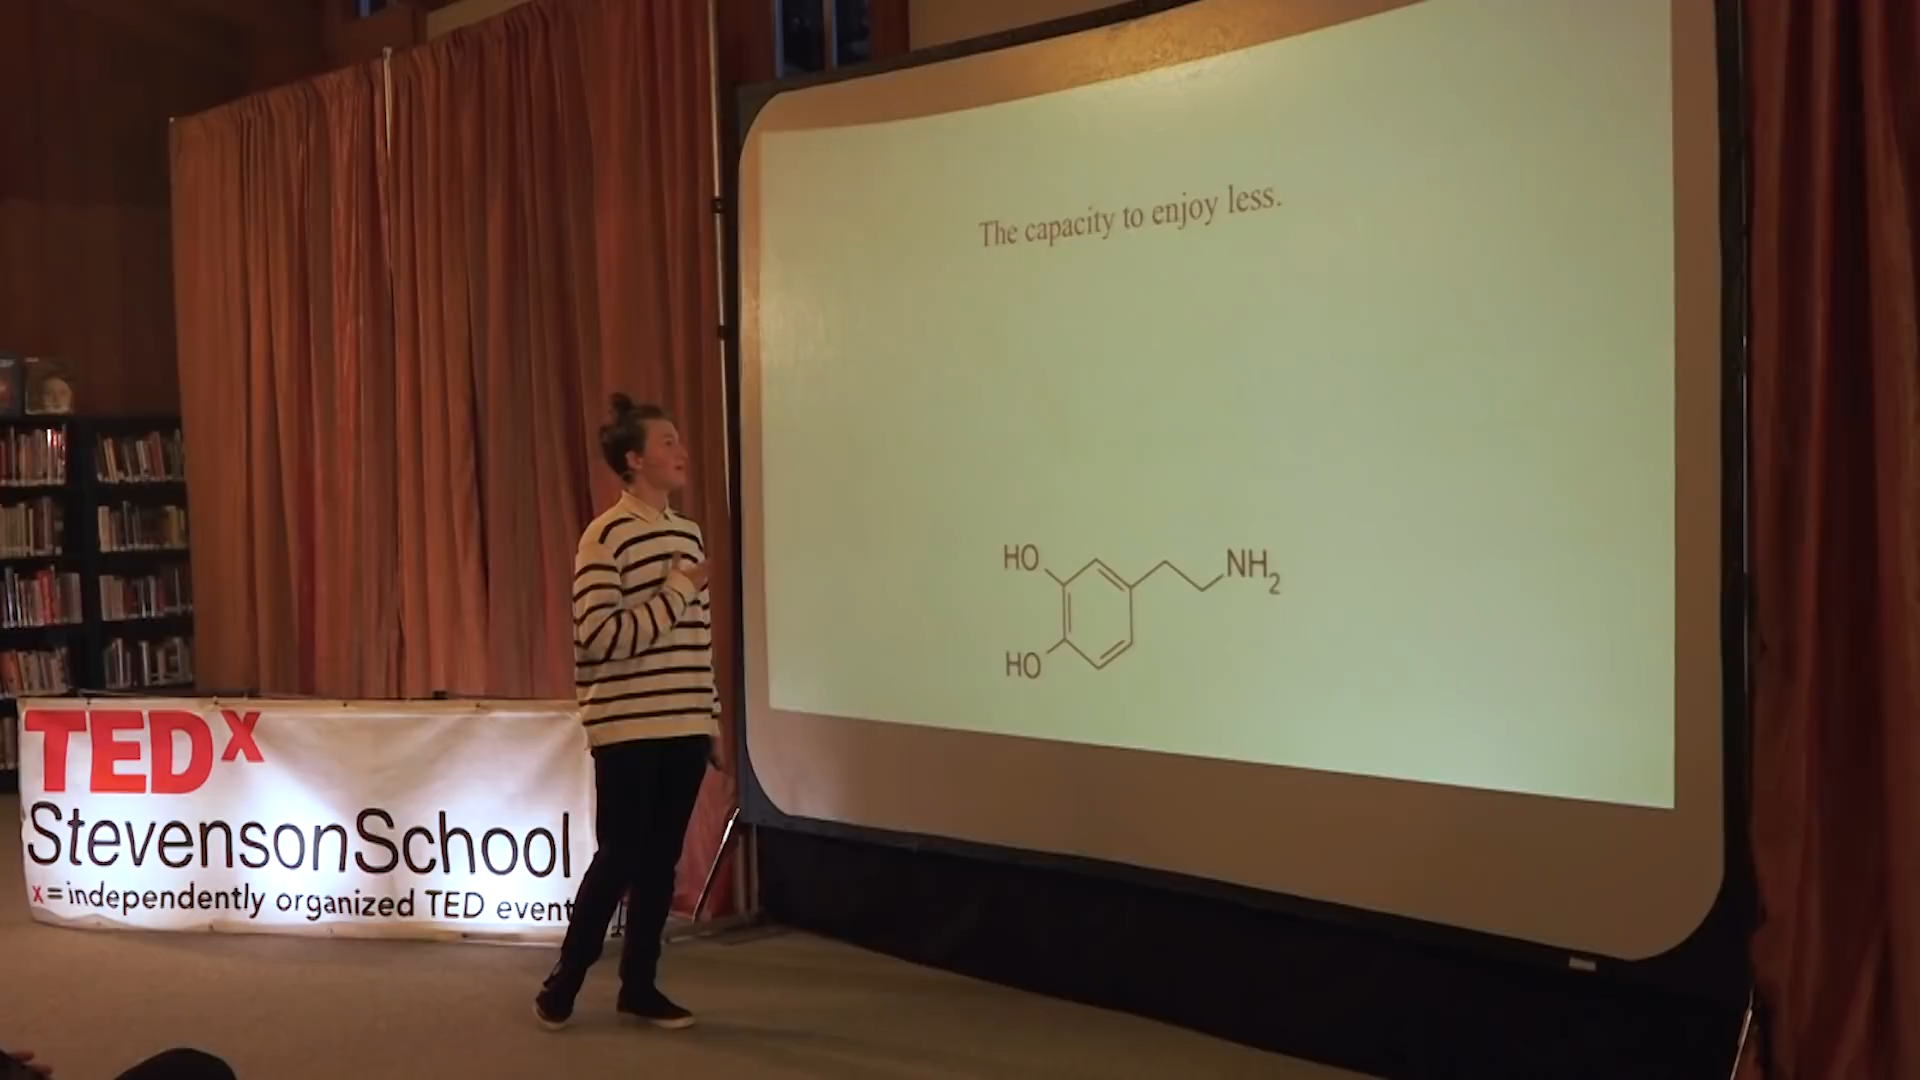 The capacity to enjoy less.
HO
NH2
HO
TEDx
StevensonSchool
x=independently organized TED event